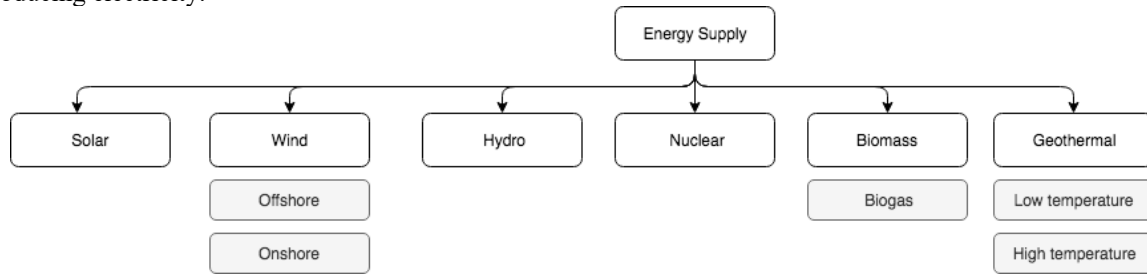 Energy Supply
Solar
Wind
Hydro
Nuclear
Biomass
Geothermal
Offshore
Biogas
Low temperature
Onshore
High temperature